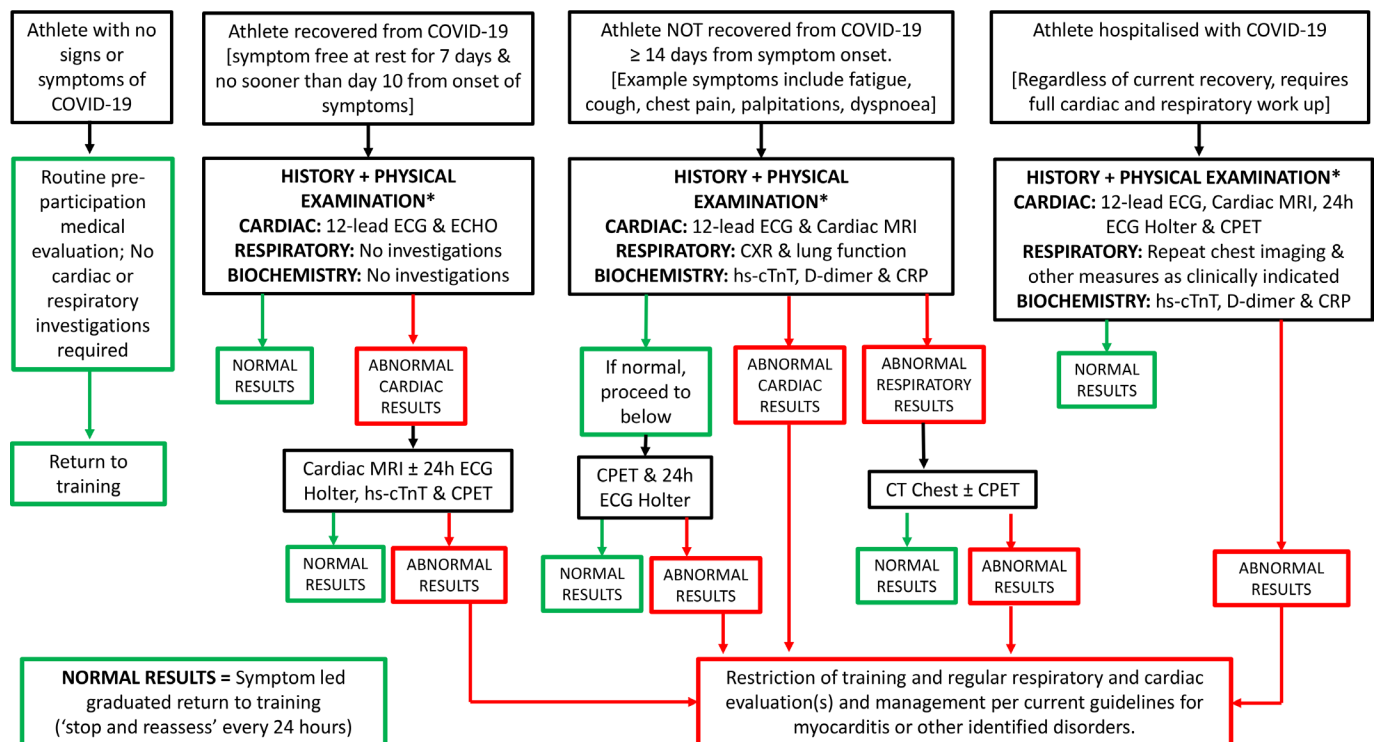 Athlete with no
signs or
symptoms of
COVID-19
Routine pre-
participation
medical
evaluation; No
cardiac or
respiratory
investigations
required
Return to
training
Athlete recovered from COVID-19
[symptom free at rest for 7 days &
no sooner than day 10 from onset of
symptoms]
HISTORY + PHYSICAL
EXAMINATION*
CARDIAC: 12-lead ECG & ECHO
RESPIRATORY: No investigations
BIOCHEMISTRY: No investigations
NORMAL
RESULTS
ABNORMAL
CARDIAC
RESULTS
Cardiac MRI ± 24h ECG
Holter, hs-cTnT & CPET
NORMAL
RESULTS
ABNORMAL
RESULTS
Athlete NOT recovered from COVID-19
≥ 14 days from symptom onset.
[Example symptoms include fatigue,
cough, chest pain, palpitations, dyspnoea]
HISTORY + PHYSICAL
EXAMINATION*
CARDIAC: 12-lead ECG & Cardiac MRI
RESPIRATORY: CXR & lung function
BIOCHEMISTRY: hs-cTnT, D-dimer & CRP
If normal,
proceed to
below
ABNORMAL
CARDIAC
RESULTS
ABNORMAL
RESPIRATORY
RESULTS
CPET & 24h
ECG Holter
CT Chest ± CPET
NORMAL
RESULTS
ABNORMAL
RESULTS
NORMAL
RESULTS
ABNORMAL
RESULTS
Athlete hospitalised with COVID-19
[Regardless of current recovery, requires
full cardiac and respiratory work up]
HISTORY + PHYSICAL EXAMINATION*
CARDIAC: 12-lead ECG, Cardiac MRI, 24h
ECG Holter & CPET
RESPIRATORY: Repeat chest imaging &
other measures as clinically indicated
BIOCHEMISTRY: hs-cTnT, D-dimer & CRP
NORMAL
RESULTS
ABNORMAL
RESULTS
NORMAL RESULTS = Symptom led
graduated return to training
(‘stop and reassess’ every 24 hours)
Restriction of training and regular respiratory and cardiac
evaluation(s) and management per current guidelines for
myocarditis or other identified disorders.